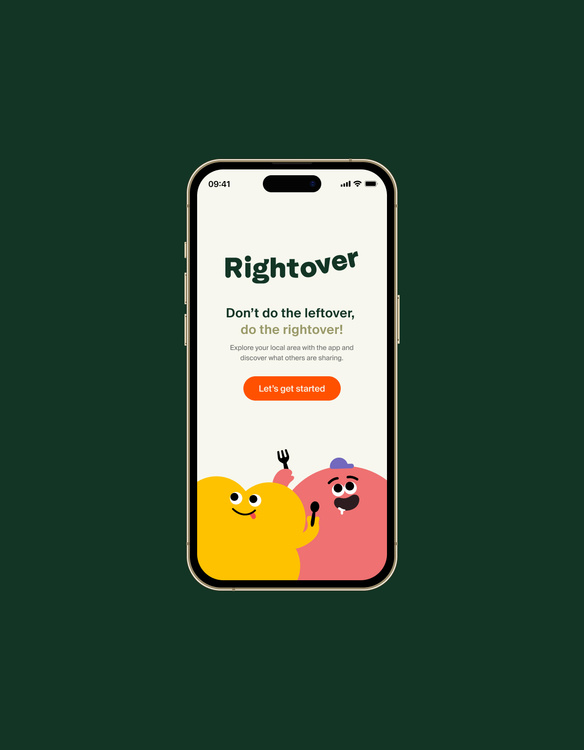 09:41
Rightover
Don't do the leftover,
do the rightover!
Explore your local area with the app and
discover what others are sharing.
Let's get started